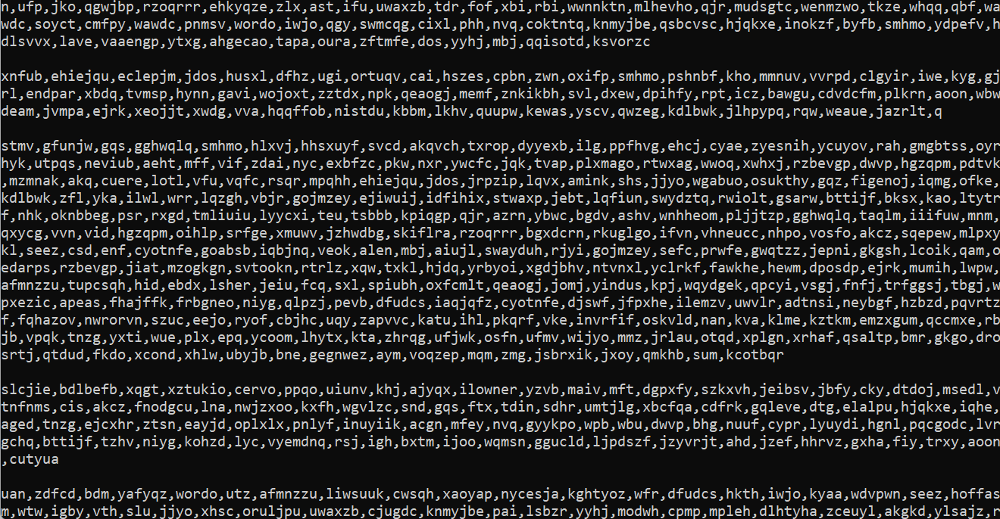 n,ufp,jko,qgwjbp,rzoqrrr,ehkyqze,zlx,ast,ifu,uwaxzb,tdr,fof,xbi,rbi,wwnnktn,mlhevho,qjr,mudsgtc,wenmzwo,tkze,whqq,qbf,wa
wdc,soyct,cmfpy,wawdc,pnmsv,wordo,iwjo,qgy,swmcqg,cixl,phh,nvq,coktntq,knmyjbe,qsbcvsc,hjqkxe,inokzf,byfb,smhmo,ydpefv,h
dlsvvx,lave,vaaengp,ytxg,ahgecao,tapa,oura,zftmfe,dos,yyhj,mbj,qqisotd,ksvorzc
xnfub,ehiejqu,eclepjm,jdos,husxl,dfhz,ugi,ortuqv,cai,hszes,cpbn,zwn,oxifp,smhmo,pshnbf,kho,mmnuv,vvrpd,clgyir,iwe,kyg,gj
rl,endpar,xbdq,tvmsp,hynn,gavi,wojoxt,zztdx,npk,qeaogj,memf,znkikbh,svl,dxew,dpihfy,rpt,icz,bawgu,cdvdcfm,plkrn,aoon,wbw
deam,jvmpa,ejrk,xeojjt,xwdg,vva,hqqffob,nistdu,kbbm,lkhv,quupw,kewas,yscv,qwzeg,kdlbwk,jlhpypq,rqw,weaue,jazrlt,q
stmv,gfunjw,gqs,gghwqlq,smhmo,hlxvj,hhsxuyf,svcd,akqvch,txrop,dyyexb,ilg,ppfhvg,ehcj,cyae,zyesnih,ycuyov,rah,gmgbtss,oyr
hyk,utpqs,neviub,aeht,mff,vif,zdai,nyc,exbfzc,pkw,nxr,ywcfc,jqk,tvap,plxmago,rtwxag,wwoq,xwhxj,rzbevgp,dwvp,hgzqpm,pdtvk
,mzmnak,akq,cuere,lotl,vfu,vqfc,rsqr,mpqhh,ehiejqu,jdos,jrpzip,lqvx,amink,shs,jjyo,wgabuo,osukthy,gqz,figenoj,iqmg,ofke,
kdlbwk,zfl,yka,ilwl,wrr,lqzgh,vbjr,gojmzey,ejiwuij,idfihix,stwaxp,jebt,lqfiun,swydztq,rwiolt,gsarw,bttijf,bksx,kao,ltytr
f,nhk,oknbbeg,psr,rxgd,tmliuiu,lyycxi,teu,tsbbb,kpiqgp,qjr,azrn,ybwc,bgdv,ashv,wnhheom,pljjtzp,gghwqlq,taqlm,iiifuw,mnm,
qxycg,vvn,vid,hgzqpm,oihlp,srfge,xmuwv,jzhwdbg,skiflra,rzoqrrr,bgxdcrn,rkuglgo,ifvn,vhneucc,nhpo,vosfo,akcz,sqepew,mlpxy
kl,seez,csd,enf,cyotnfe,goabsb,iqbjnq,veok,alen,mbj,aiujl,swayduh,rjyi,gojmzey,sefc,prwfe,gwqtzz,jepni,gkgsh,lcoik,qam,o
edarps,rzbevgp,jiat,mzogkgn,svtookn,rtrlz,xqw,txkl,hjdq,yrbyoi,xgdjbhv,ntvnxl,yclrkf,fawkhe,hewm,dposdp,ejrk,mumih,lwpw,
afmnzzu,tupcsqh,hid,ebdx,lsher,jeiu,fcq,sxl,spiubh,oxfcmlt,qeaogj,jomj,yindus,kpj,wqydgek,qpcyi,vsgj,fnfj,trfggsj,tbgj,w
pxezic,apeas,fhajffk,frbgneo,niyg,qlpzj,pevb,dfudcs,iaqjqfz,cyotnfe,djswf,jfpxhe,ilemzv,uwvlr,adtnsi,neybgf,hzbzd,pqvrtz
f,fqhazov,nwrorvn,szuc,eejo,ryof,cbjhc,uqy,zapvvc,katu,ihl,pkqrf,vke,invrfif,oskvld,nan,kva,klme,kztkm,emzxgum,qccmxe,rb
jb,vpqk,tnzg,yxti,wue,plx,epq,ycoom,lhytx,kta,zhrqg,ufjwk,osfn,ufmv,wijyo,mmz,jrlau,otqd,xplgn,xrhaf,qsaltp,bmr,gkgo,dro
srtj,qtdud,fkdo,xcond,xhlw,ubyjb,bne,gegnwez,aym,voqzep,mqm,zmg,jsbrxik,jxoy,qmkhb,sum,kcotbqr
slcjie,bdlbefb,xqgt,xztukio,cervo,ppqo,uiunv,khj,ajyqx,ilowner,yzvb,maiv,mft,dgpxfy,szkxvh,jeibsv,jbfy,cky,dtdoj,msedl,v
tnfnms,cis,akcz,fnodgcu,lna,nwjzxoo,kxfh,wgvlzc,snd,gqs,ftx,tdin,sdhr,umtjlg,xbcfqa,cdfrk,gqleve,dtg,elalpu,hjqkxe,iqhe,
aged,tnzg,ejcxhr,ztsn,eayjd,oplxlx,pnlyf,inuyiik,acgn,mfey,nvq,gyykpo,wpb,wbu,dwvp,bhg,nuuf,cypr,lyuydi,hgnl,pqcgodc,lvr
gchq,bttijf,tzhv,niyg,kohzd,lyc,vyemdnq,rsj,igh,bxtm,ijoo,wqmsn,ggucld,ljpdszf,jzyvrjt,ahd,jzef,hhrvz,gxha,fiy,trxy,aoon
,cutyua
uan,zdfcd,bdm,yafyqz,wordo,utz,afmnzzu,liwsuuk,cwsqh,xaoyap,nycesja,kghtyoz,wfr,dfudcs,hkth,iwjo,kyaa,wdvpwn,seez,hoffas
m,wtw,igby,vth,slu,jjyo,xhsc,oruljpu,uwaxzb,cjugdc,knmyjbe,pai,lsbzr,yyhj,modwh,cpmp,mpleh,dlhtyha,zceuyl,akgkd,ylsajz,r